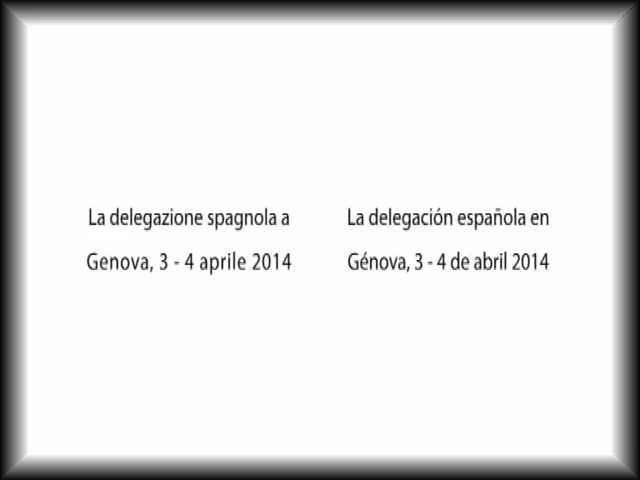 La delegazione spagnola a
Genova, 3 - 4 aprile 2014
La delegación española en
Génova, 3 - 4 de abril 2014